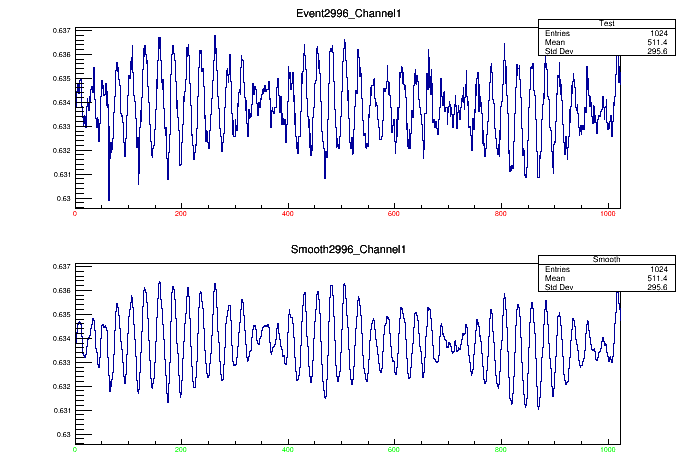 Event2996_Channel1
Test
Entries 1024
Mean 511.4
Std Dev 295.6
0.637
0.636
0.635
0.634
0.633
0.632
0.631
0.63
0 200 400 600 800 1000
Smooth2996_Channel1
Smooth
Entries 1024
Mean 511.4
Std Dev 295.6
0.637
0.636
0.635
0.634
0.633
0.632
0.631
0.63
0 200 400 600 800 1000